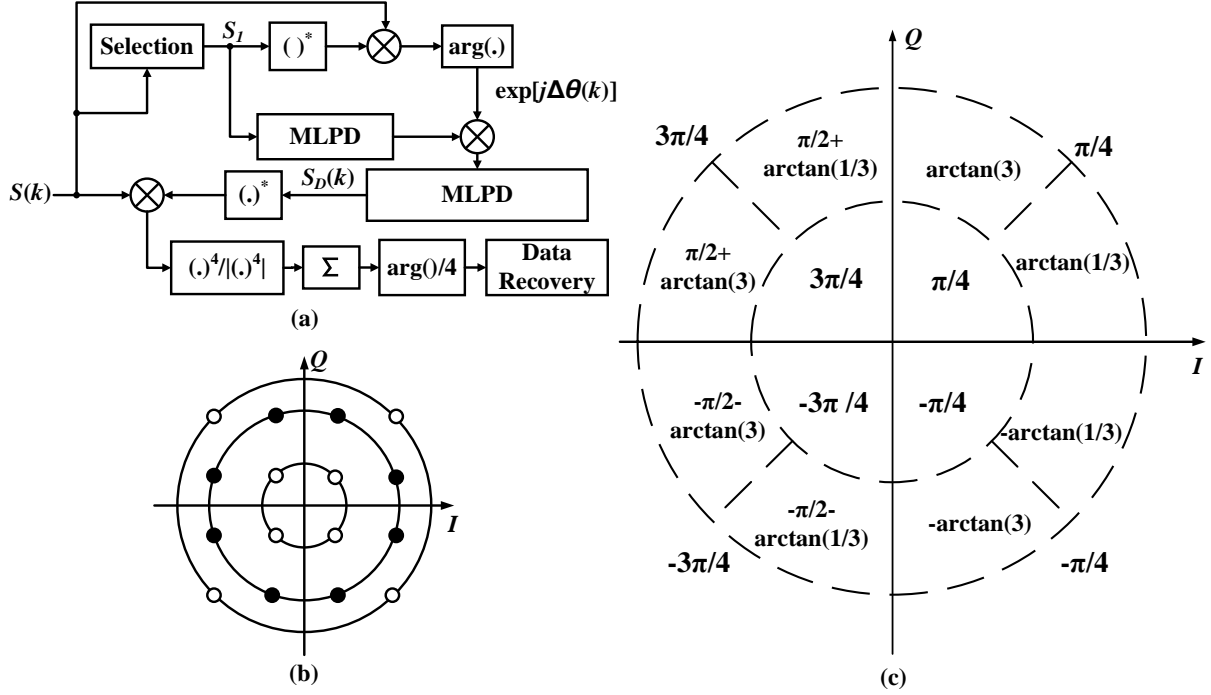 Selection
S₁
( )*
arg(.)
exp[jΔθ(k)]
MLPD
S(k)
(.)*
S_D(k)
MLPD
(.)⁴/|(.)⁴|
Σ
arg()/4
Data
Recovery
(a)
Q
I
(b)
Q
3π/4
π/2+
arctan(1/3)
arctan(3)
π/4
π/2+
arctan(3)
3π/4
π/4
arctan(1/3)
I
-π/2-
arctan(3)
-3π /4
-π/4
-arctan(1/3)
-π/2-
arctan(1/3)
-arctan(3)
-3π/4
-π/4
(c)